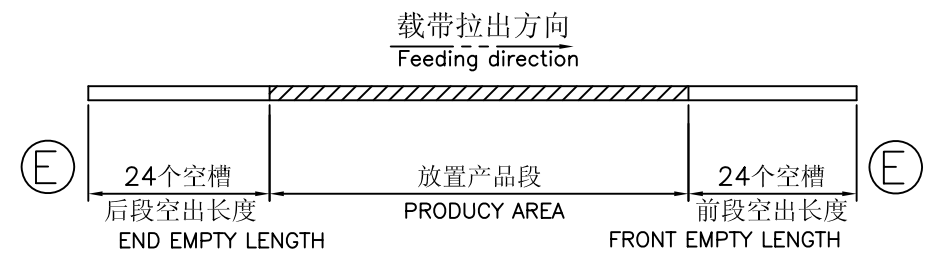 载带拉出方向
Feeding direction
E
24个空槽
后段空出长度
END EMPTY LENGTH
放置产品段
PRODUCY AREA
24个空槽
前段空出长度
FRONT EMPTY LENGTH
E